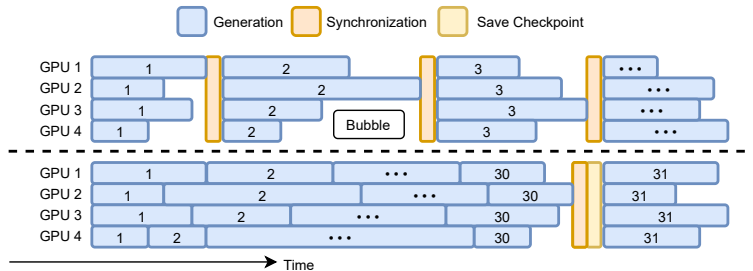 Generation Synchronization Save Checkpoint
GPU 1 1 2 3 •••
GPU 2 1 2 3 •••
GPU 3 1 2 3 •••
GPU 4 1 2 Bubble 3 •••
GPU 1 1 2 ••• 30 31
GPU 2 1 2 ••• 30 31
GPU 3 1 2 ••• 30 31
GPU 4 1 2 ••• 30 31
Time